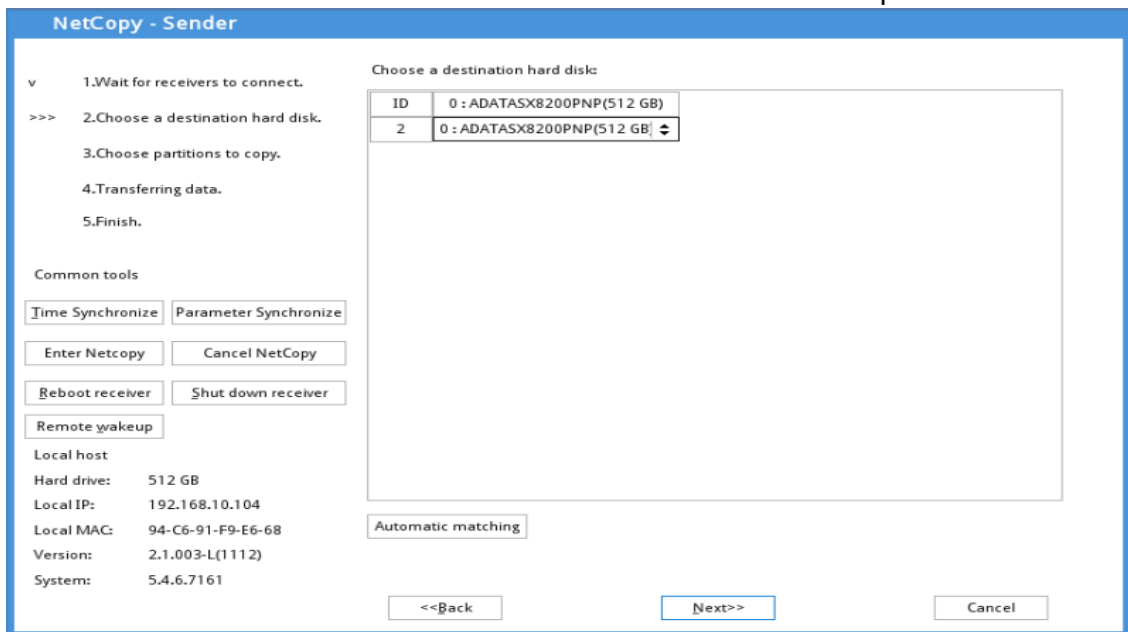 NetCopy - Sender
v 1.Wait for receivers to connect.
>>> 2.Choose a destination hard disk.
3.Choose partitions to copy.
4.Transferring data.
5.Finish.
Common tools
Time Synchronize Parameter Synchronize
Enter Netcopy Cancel NetCopy
Reboot receiver Shut down receiver
Remote wakeup
Local host
Hard drive: 512 GB
Local IP: 192.168.10.104
Local MAC: 94-C6-91-F9-E6-68
Version: 2.1.003-L(1112)
System: 5.4.6.7161
Choose a destination hard disk:
ID 0 : ADATASX8200PNP(512 GB)
2 0 : ADATASX8200PNP(512 GB)
Automatic matching
<<Back Next>> Cancel